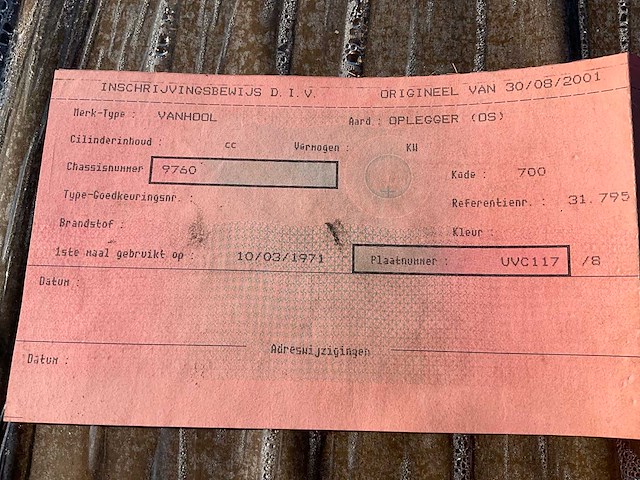 INSCHRIJVINGSBEWIJS D.I.V. ORIGINEEL VAN 30/08/2001
Merk-Type : VANHOOL Aard : OPLEGGER (OS)
Cilinderinhoud : cc Vermogen : KW
Chassisnummer 9760 Kode : 700
Type-Goedkeuringsnr. : Referentienr. : 31.795
Brandstof : Kleur :
1ste maal gebruikt op : 10/03/1971 Plaatnummer : UVC117 /8
Datum :
Adreswijzigingen
Datum :